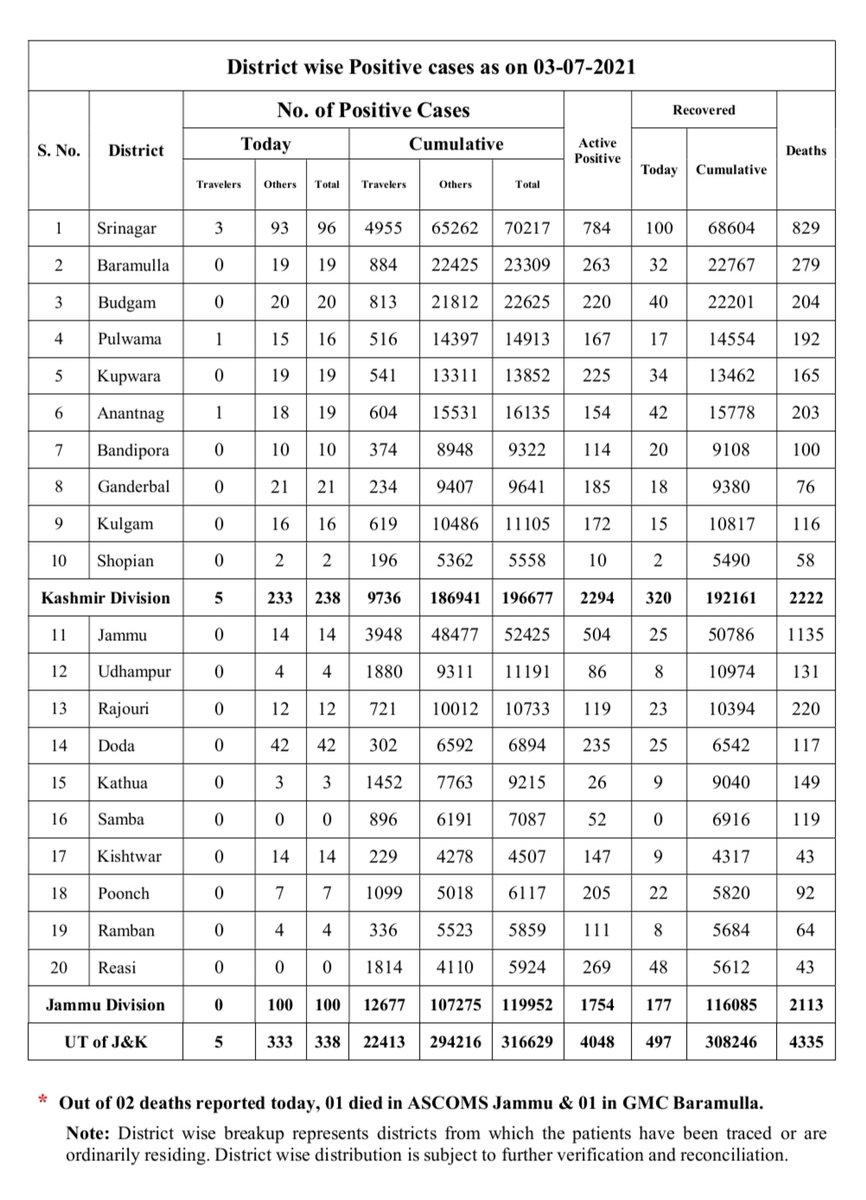 District wise Positive cases as on 03-07-2021
S. No. District No. of Positive Cases Active Positive Recovered Deaths
Today Cumulative Today Cumulative
Travelers Others Total Travelers Others Total
1 Srinagar 3 93 96 4955 65262 70217 784 100 68604 829
2 Baramulla 0 19 19 884 22425 23309 263 32 22767 279
3 Budgam 0 20 20 813 21812 22625 220 40 22201 204
4 Pulwama 1 15 16 516 14397 14913 167 17 14554 192
5 Kupwara 0 19 19 541 13311 13852 225 34 13462 165
6 Anantnag 1 18 19 604 15531 16135 154 42 15778 203
7 Bandipora 0 10 10 374 8948 9322 114 20 9108 100
8 Ganderbal 0 21 21 234 9407 9641 185 18 9380 76
9 Kulgam 0 16 16 619 10486 11105 172 15 10817 116
10 Shopian 0 2 2 196 5362 5558 10 2 5490 58
Kashmir Division 5 233 238 9736 186941 196677 2294 320 192161 2222
11 Jammu 0 14 14 3948 48477 52425 504 25 50786 1135
12 Udhampur 0 4 4 1880 9311 11191 86 8 10974 131
13 Rajouri 0 12 12 721 10012 10733 119 23 10394 220
14 Doda 0 42 42 302 6592 6894 235 25 6542 117
15 Kathua 0 3 3 1452 7763 9215 26 9 9040 149
16 Samba 0 0 0 896 6191 7087 52 0 6916 119
17 Kishtwar 0 14 14 229 4278 4507 147 9 4317 43
18 Poonch 0 7 7 1099 5018 6117 205 22 5820 92
19 Ramban 0 4 4 336 5523 5859 111 8 5684 64
20 Reasi 0 0 0 1814 4110 5924 269 48 5612 43
Jammu Division 0 100 100 12677 107275 119952 1754 177 116085 2113
UT of J&K 5 333 338 22413 294216 316629 4048 497 308246 4335
* Out of 02 deaths reported today, 01 died in ASCOMS Jammu & 01 in GMC Baramulla.
Note: District wise breakup represents districts from which the patients have been traced or are
ordinarily residing. District wise distribution is subject to further verification and reconciliation.